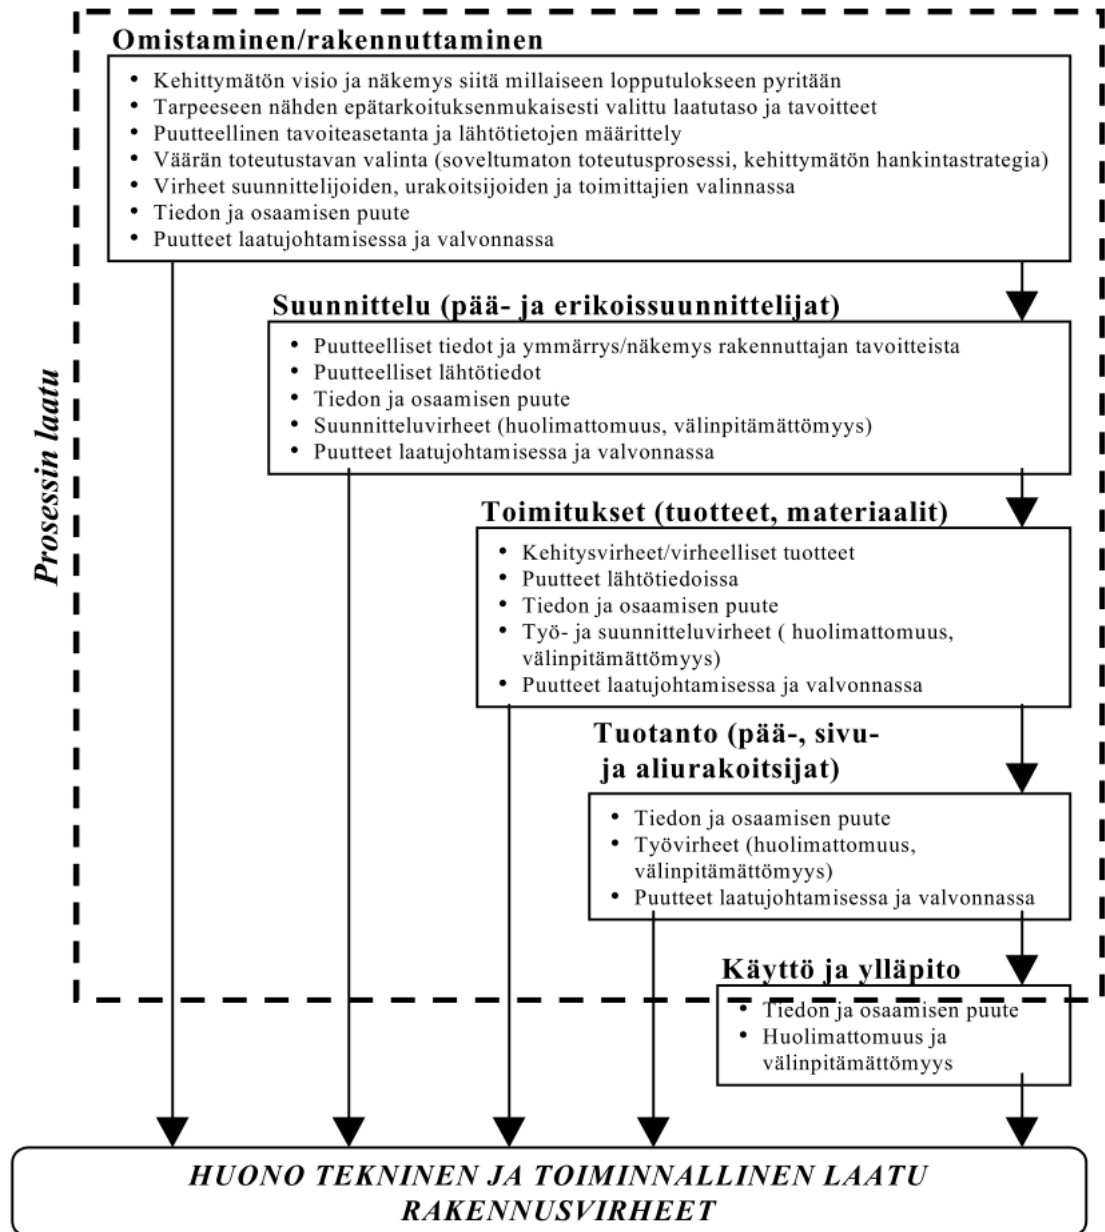 Omistaminen/rakennuttaminen
• Kehittymätön visio ja näkemys siitä millaiseen lopputulokseen pyritään
• Tarpeeseen nähden epätarkoituksenmukaisesti valittu laatutaso ja tavoitteet
• Puutteellinen tavoiteasetanta ja lähtötietojen määrittely
• Väärän toteutustavan valinta (soveltumaton toteutusprosessi, kehittymätön hankintastrategia)
• Virheet suunnittelijoiden, urakoitsijoiden ja toimittajien valinnassa
• Tiedon ja osaamisen puute
• Puutteet laatujohtamisessa ja valvonnassa
Prosessin laatu
Suunnittelu (pää- ja erikoissuunnittelijat)
• Puutteelliset tiedot ja ymmärrys/näkemys rakennuttajan tavoitteista
• Puutteelliset lähtötiedot
• Tiedon ja osaamisen puute
• Suunnitteluvirheet (huolimattomuus, välinpitämättömyys)
• Puutteet laatujohtamisessa ja valvonnassa
Toimitukset (tuotteet, materiaalit)
• Kehitysvirheet/virheelliset tuotteet
• Puutteet lähtötiedoissa
• Tiedon ja osaamisen puute
• Työ- ja suunnitteluvirheet ( huolimattomuus,
välinpitämättömyys)
• Puutteet laatujohtamisessa ja valvonnassa
Tuotanto (pää-, sivu-
ja aliurakoitsijat)
• Tiedon ja osaamisen puute
• Työvirheet (huolimattomuus,
välinpitämättömyys)
• Puutteet laatujohtamisessa ja valvonnassa
Käyttö ja ylläpito
• Tiedon ja osaamisen puute
• Huolimattomuus ja
välinpitämättömyys
HUONO TEKNINEN JA TOIMINNALLINEN LAATU
RAKENNUSVIRHEET